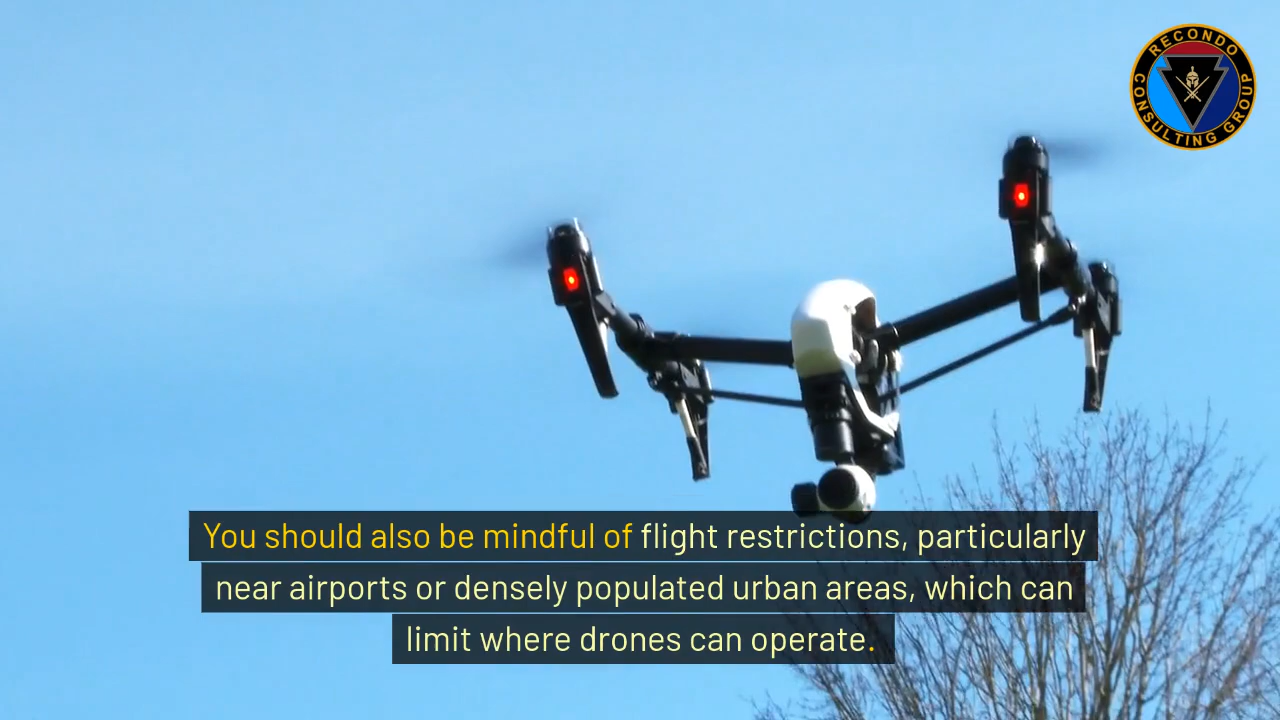 RECONDO
CONSULTING GROUP
You should also be mindful of flight restrictions, particularly
near airports or densely populated urban areas, which can
limit where drones can operate.